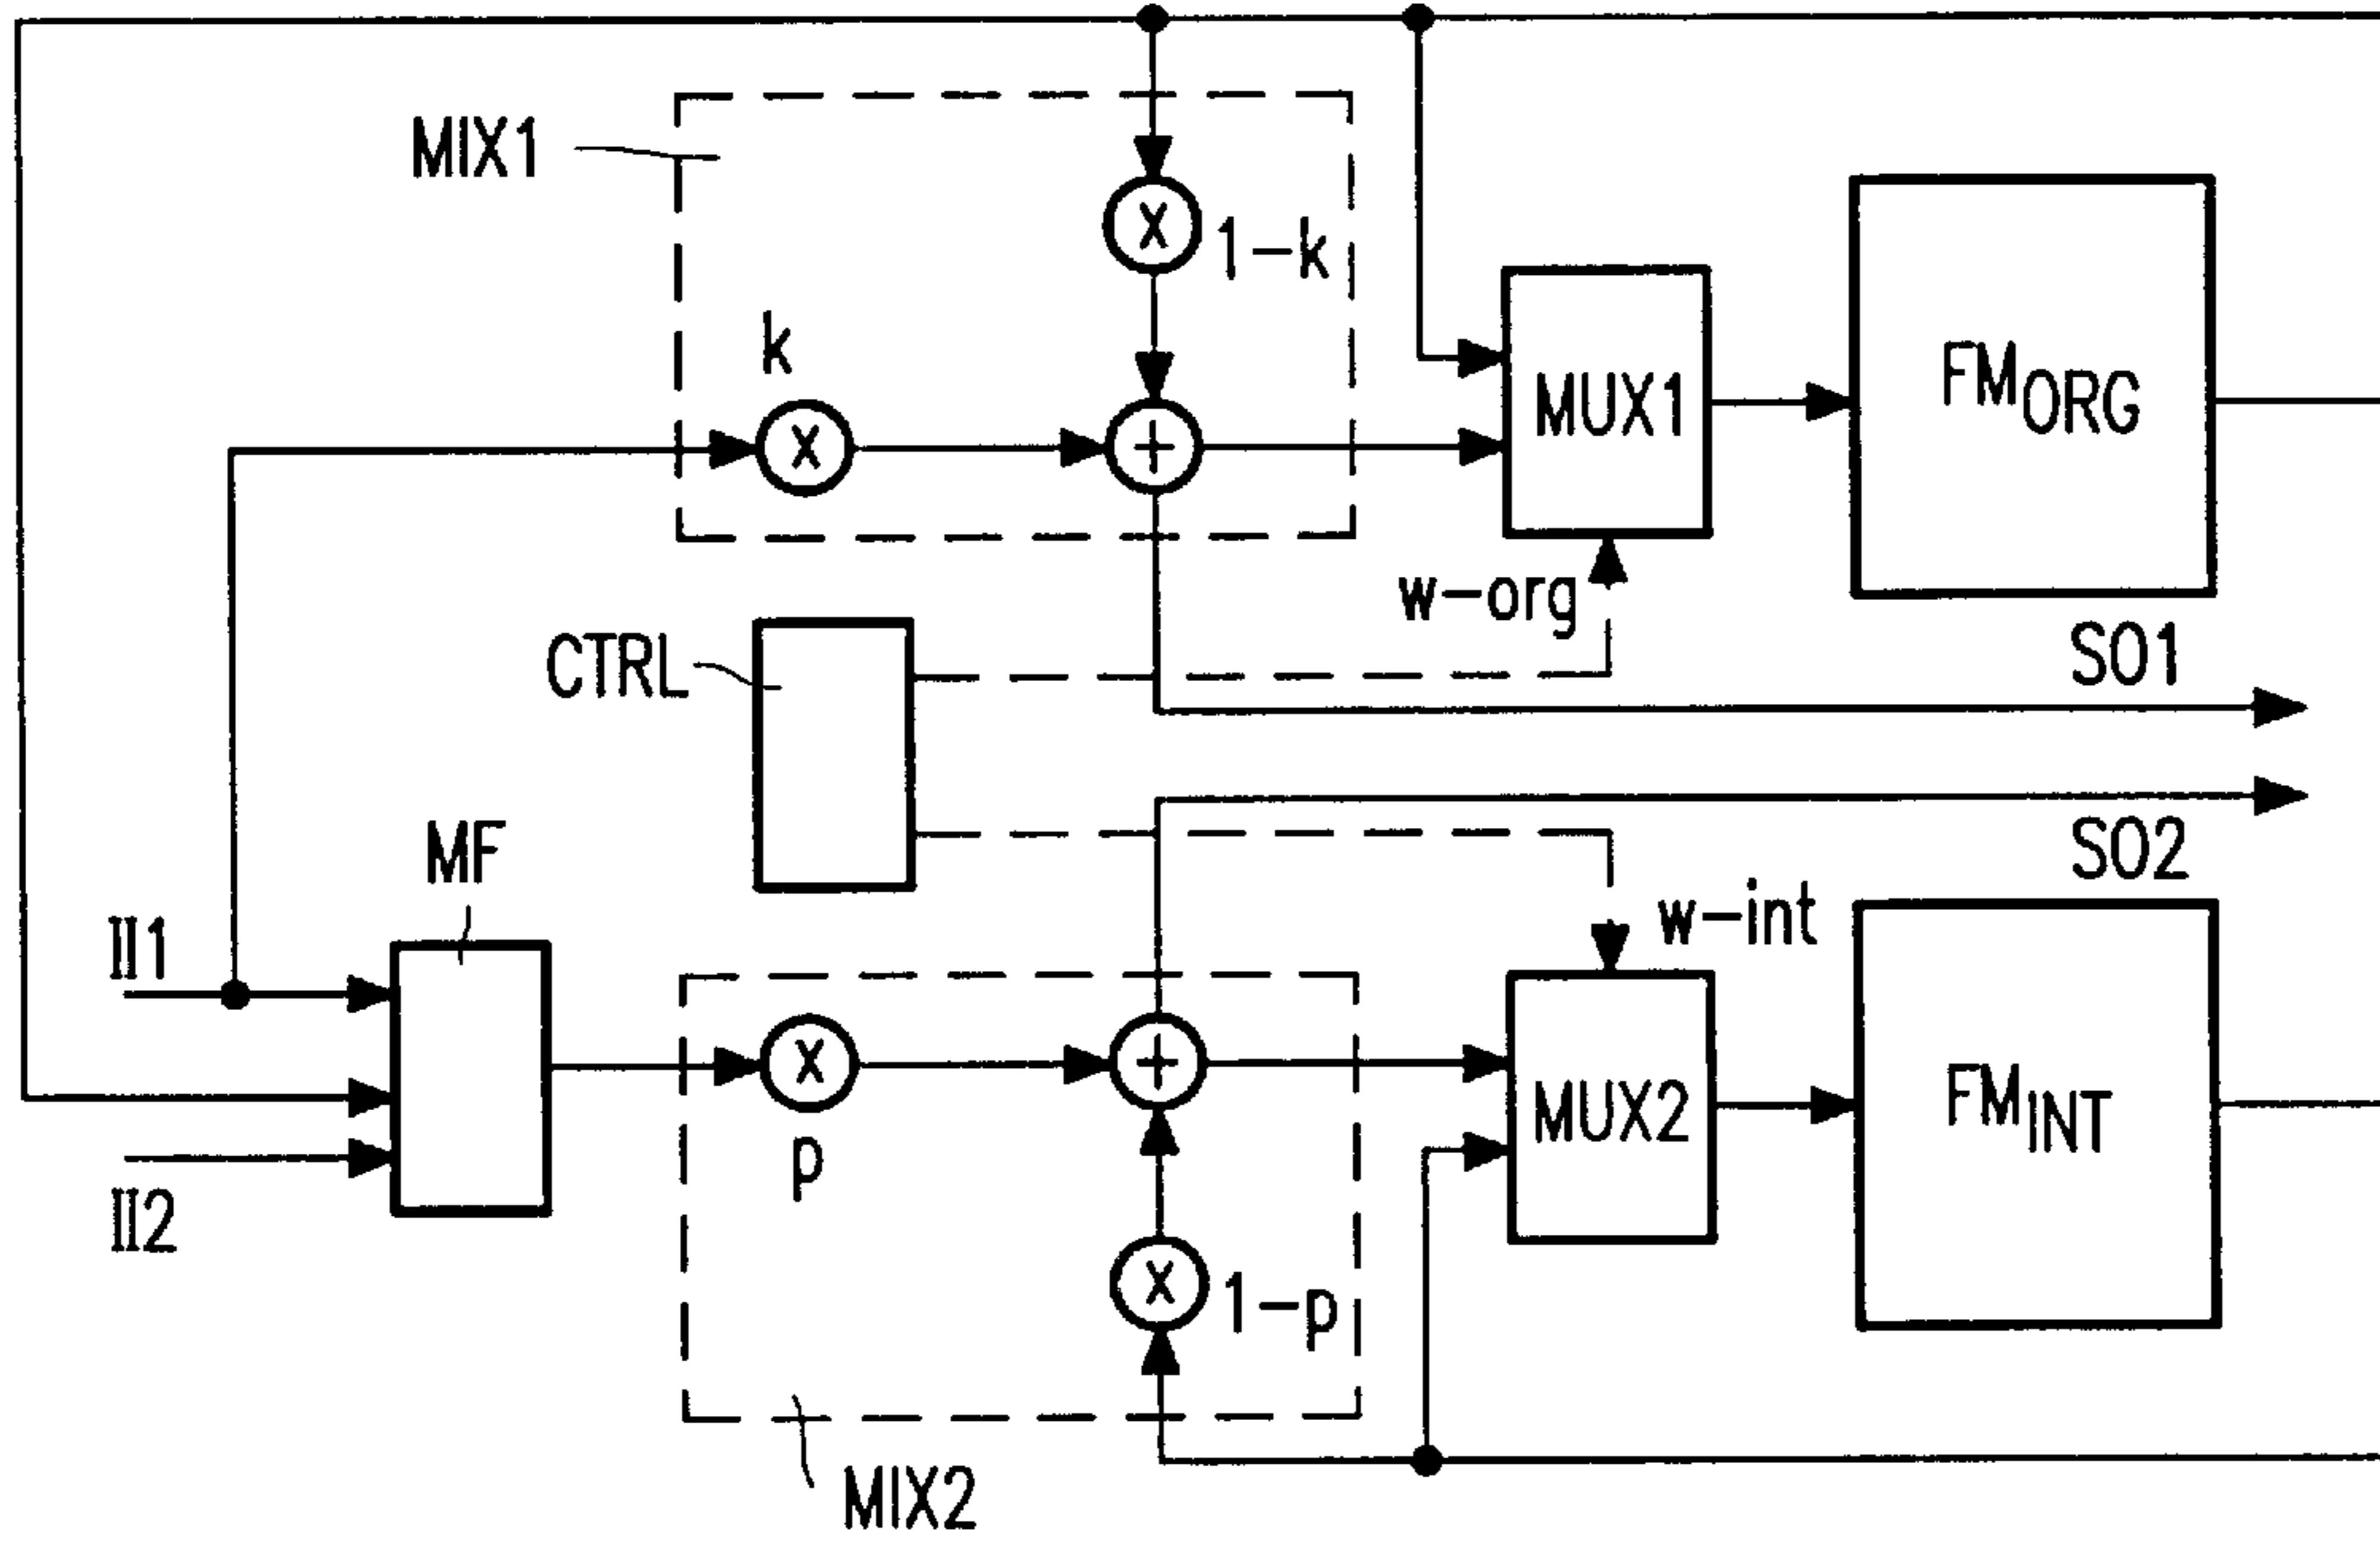 MIX1
X
1-k
k
X
+
MUX1
FMORG
w-org
CTRL
SO1
MF
SO2
w-int
II1
X
+
MUX2
FMINT
p
II2
X
1-p
MIX2